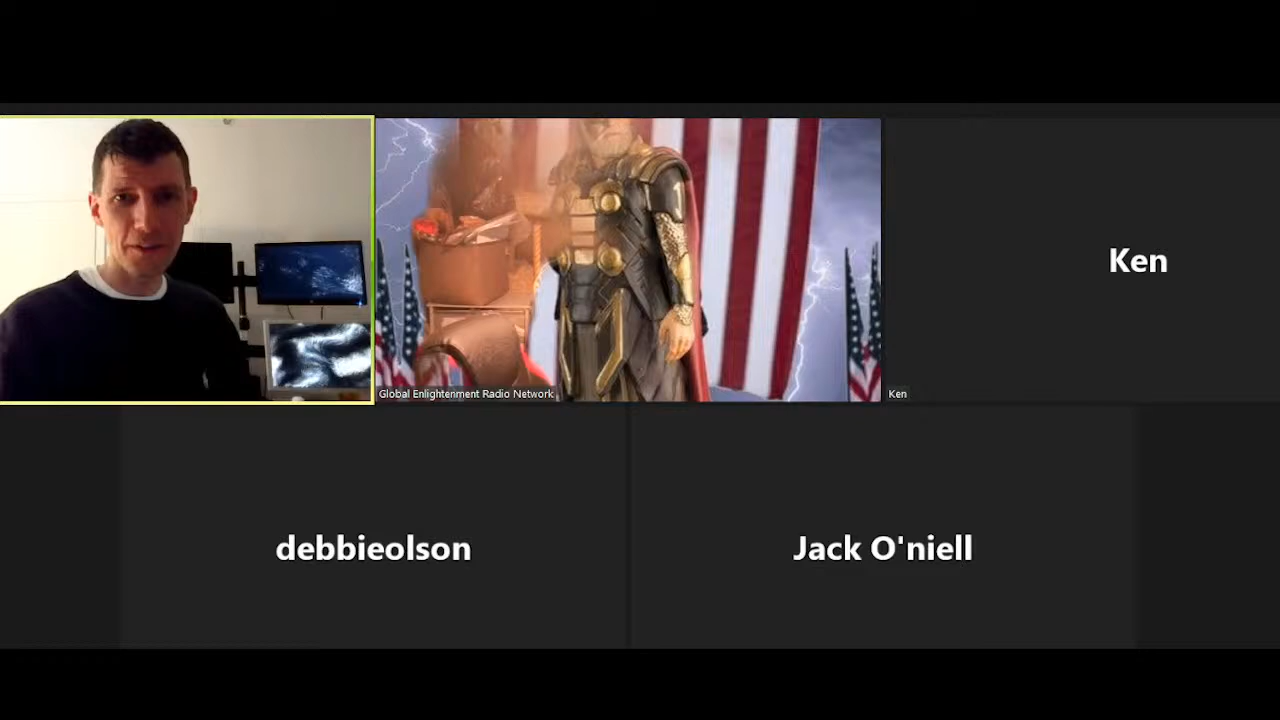 Ken
Global Enlightenment Radio Network
Ken
debbieolson
Jack O'niell